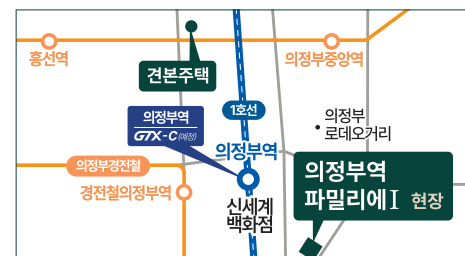 흥선역
견본주택
의정부중앙역
1호선
의정부역
GTX-C(예정)
의정부
로데오거리
의정부역
의정부경전철
경전철의정부역
신세계
백화점
의정부역
파밀리에Ⅰ 현장